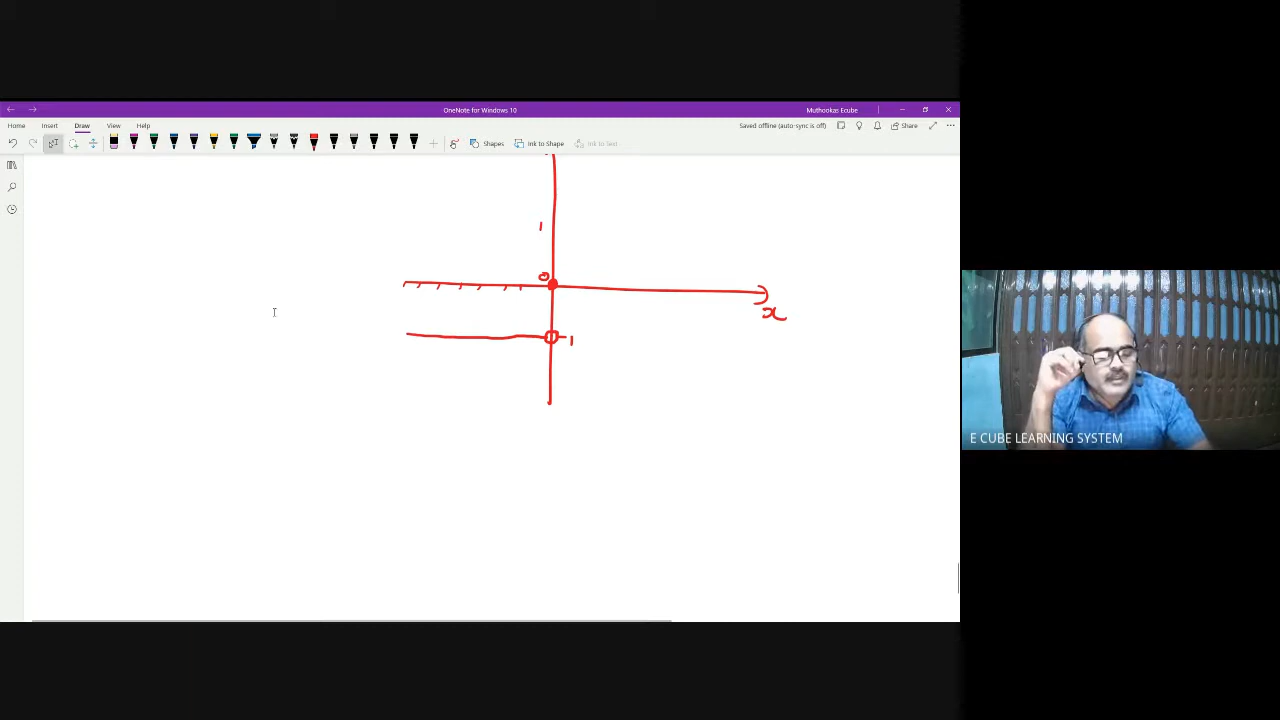 OneNote for Windows 10
Muthookas Ecube
Home Insert Draw View Help
Saved offline (auto-sync is off)
Share
Shapes
Ink to Shape
Ink to Text
1
0
x
-1
E CUBE LEARNING SYSTEM